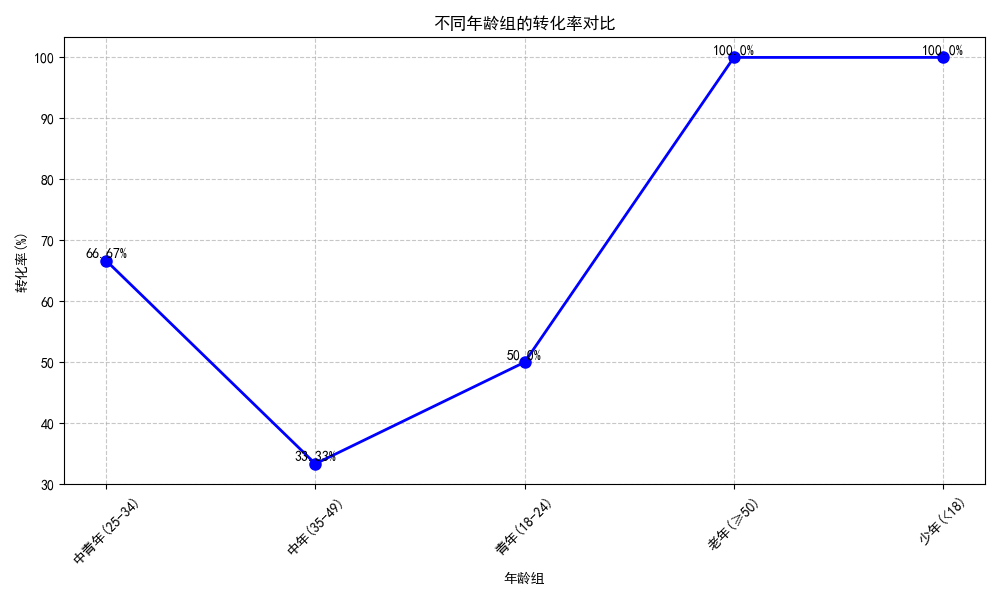 不同年龄组的转化率对比
转化率(%)
100
90
80
70
60
50
40
30
66.67%
33.33%
50.0%
100.0%
100.0%
中青年(25-34)
中年(35-49)
青年(18-24)
老年(≥50)
少年(<18)
年龄组